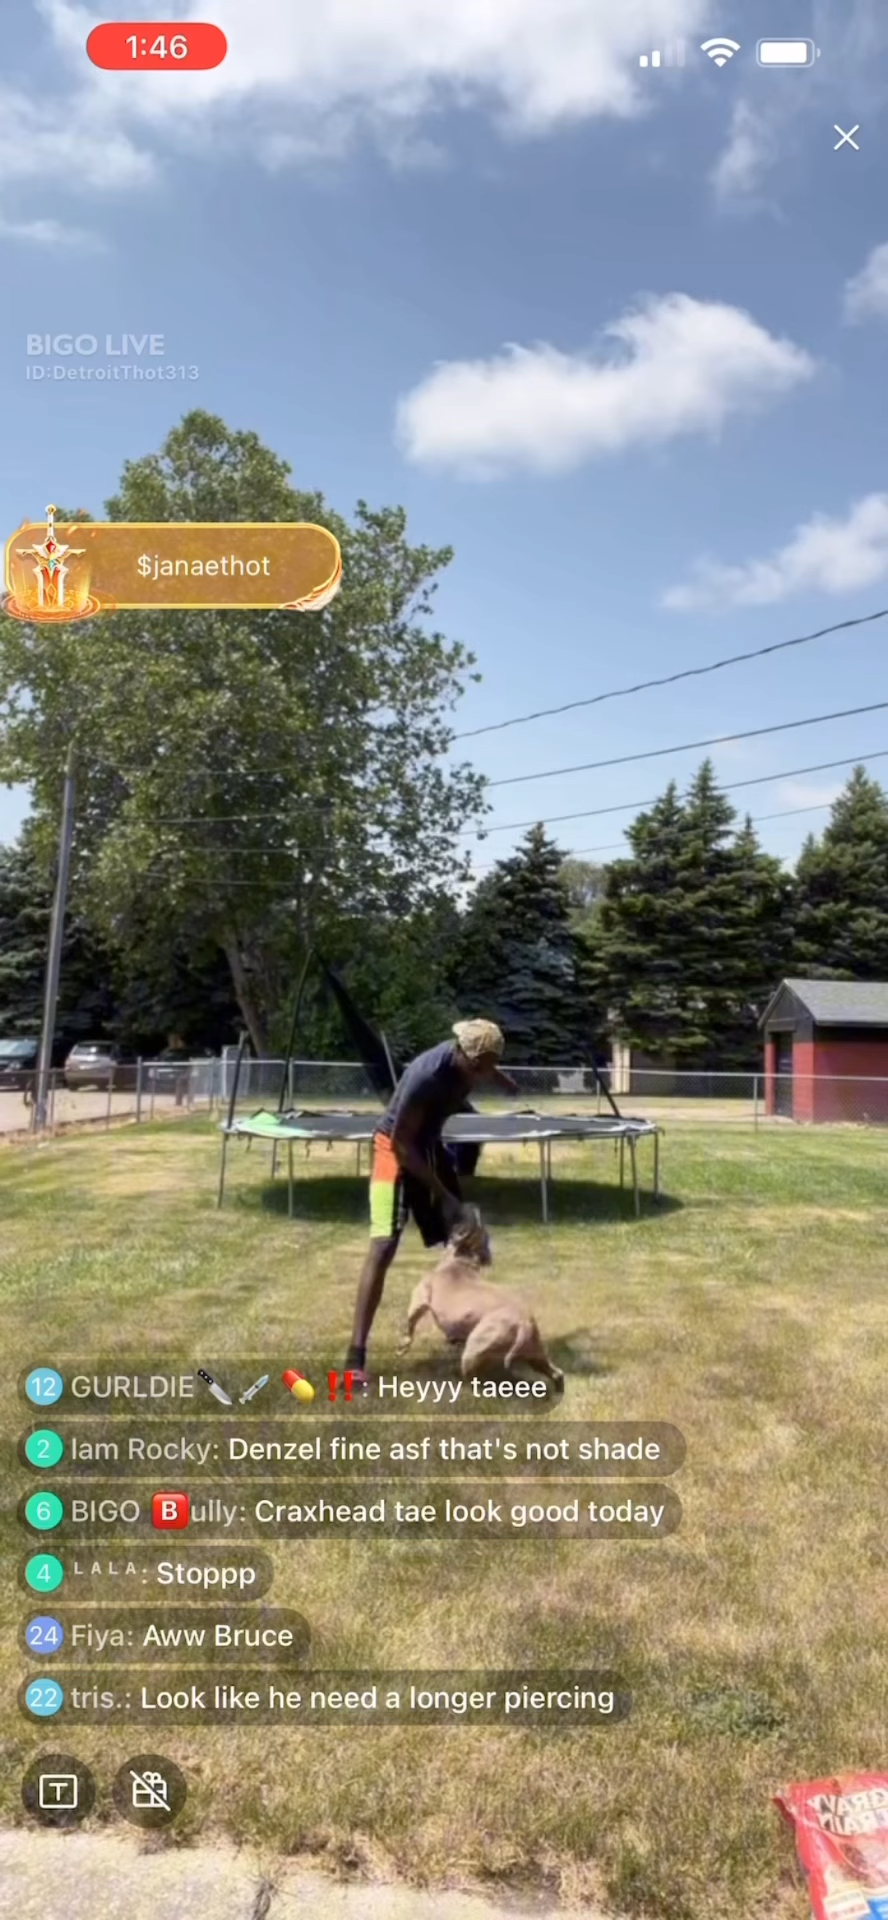 1:46
BIGO LIVE
ID:DetroitThot313
$janaethot
12 GURLDIE🔪💉💊‼️: Heyyy taeee
2 Iam Rocky: Denzel fine asf that's not shade
6 BIGO 🅱️ully: Craxhead tae look good today
4 ᴸᴬᴸᴬ: Stoppp
24 Fiya: Aww Bruce
22 tris.: Look like he need a longer piercing
T
GRAVY
TRAIN